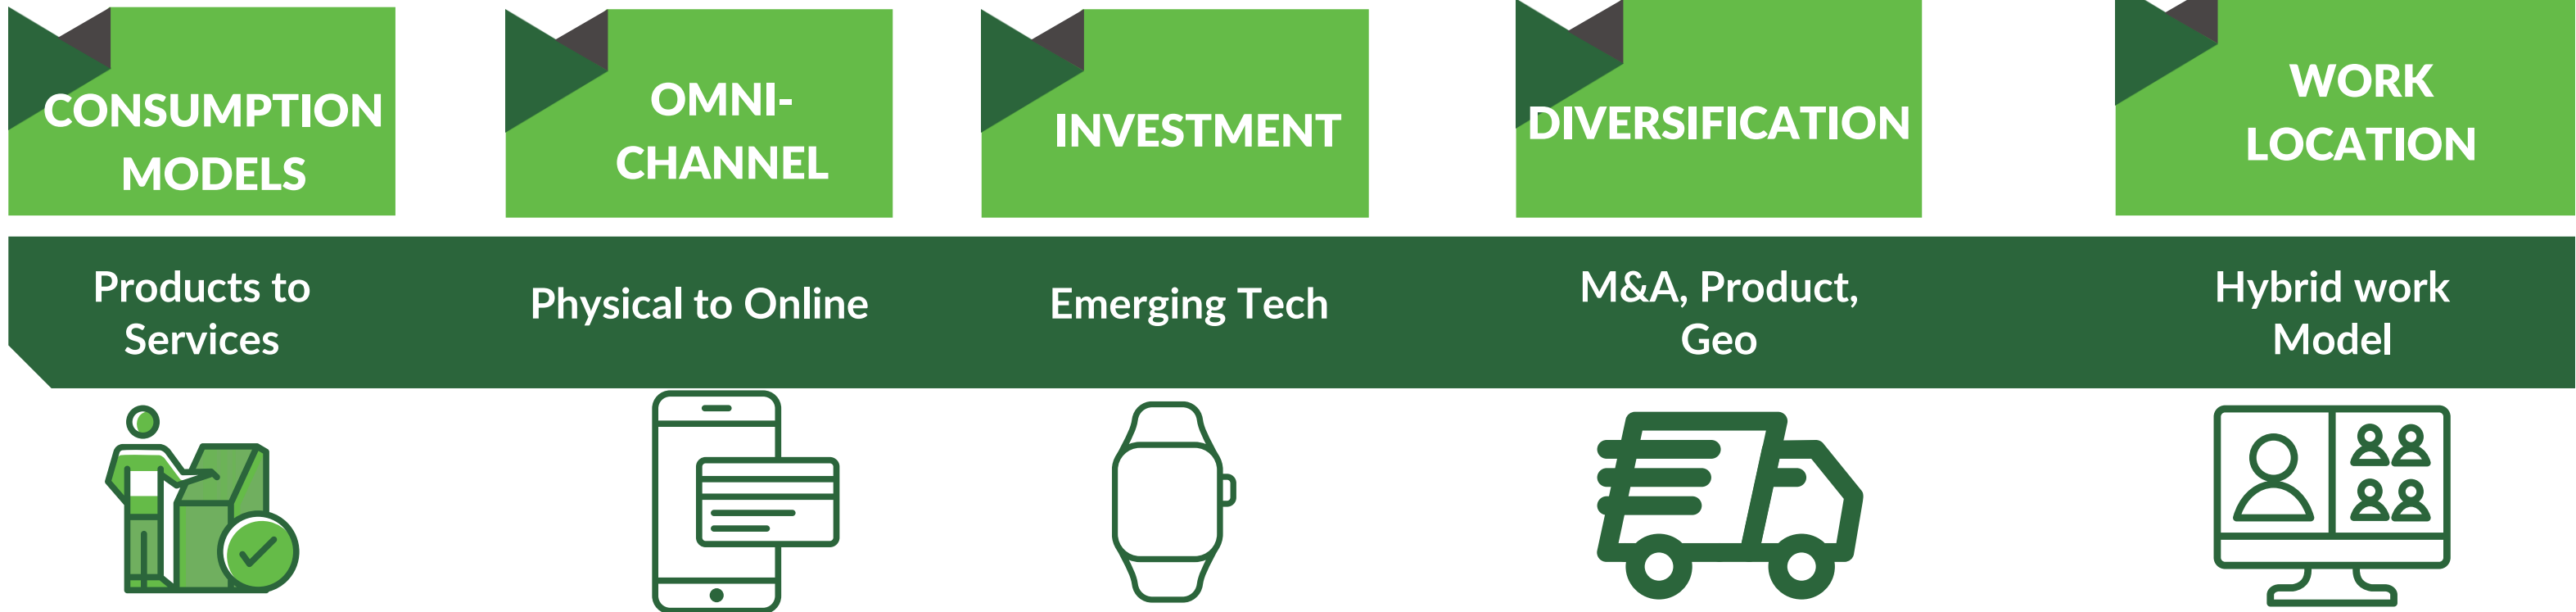 CONSUMPTION
MODELS
OMNI-
CHANNEL
INVESTMENT
DIVERSIFICATION
WORK
LOCATION
Products to
Services
Physical to Online
Emerging Tech
M&A, Product,
Geo
Hybrid work
Model